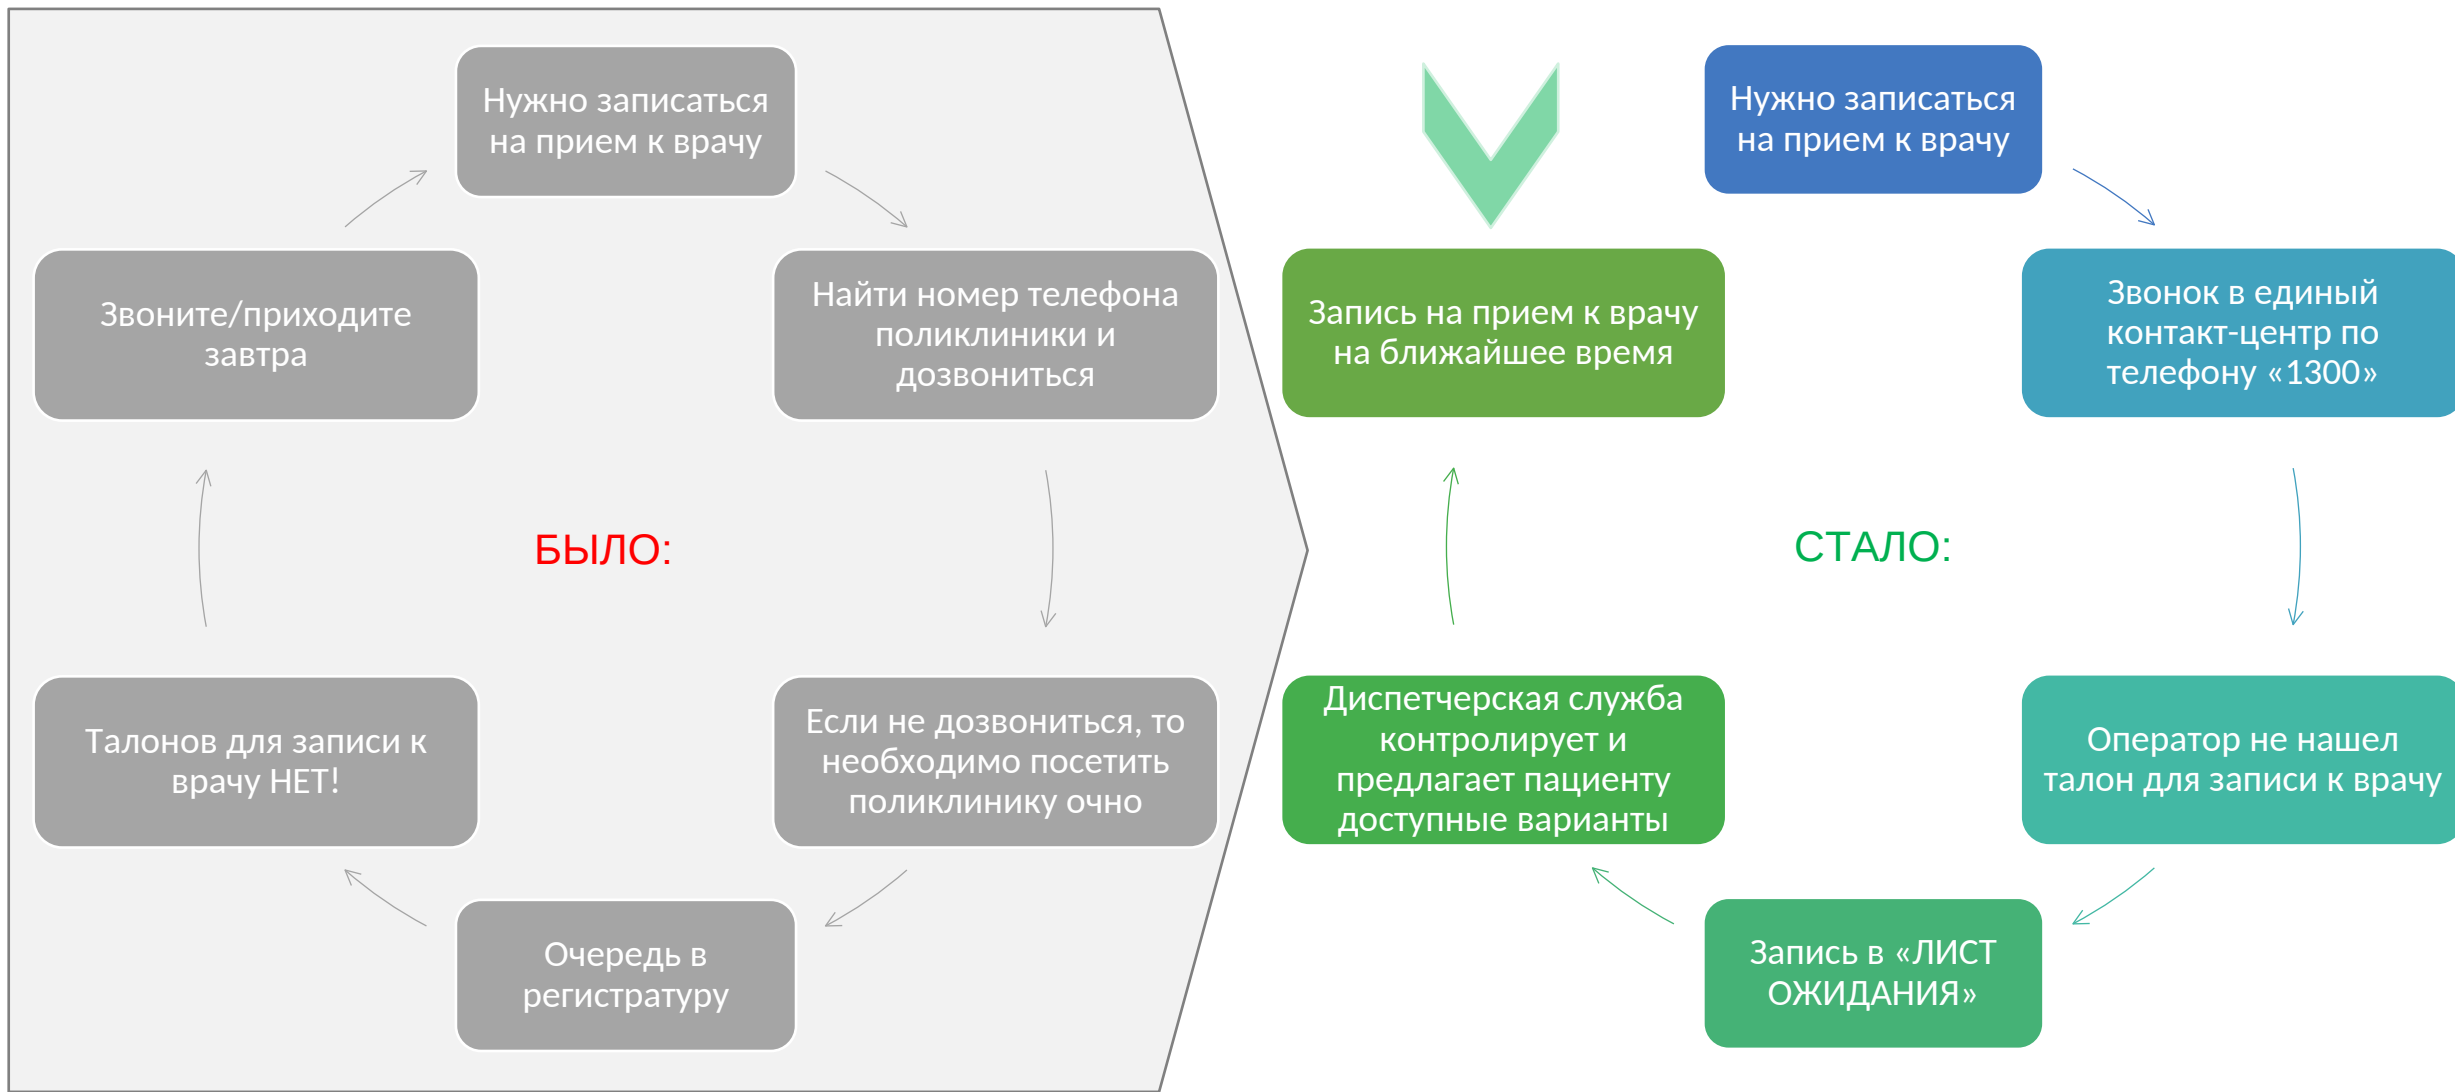 Нужно записаться
на прием к врачу
Найти номер телефона
поликлиники и
дозвониться
Если не дозвониться, то
необходимо посетить
поликлинику очно
Очередь в
регистратуру
Талонов для записи к
врачу НЕТ!
Звоните/приходите
завтра
БЫЛО:
Нужно записаться
на прием к врачу
Звонок в единый
контакт-центр по
телефону «1300»
Оператор не нашел
талон для записи к врачу
Запись в «ЛИСТ
ОЖИДАНИЯ»
Диспетчерская служба
контролирует и
предлагает пациенту
доступные варианты
Запись на прием к врачу
на ближайшее время
СТАЛО: